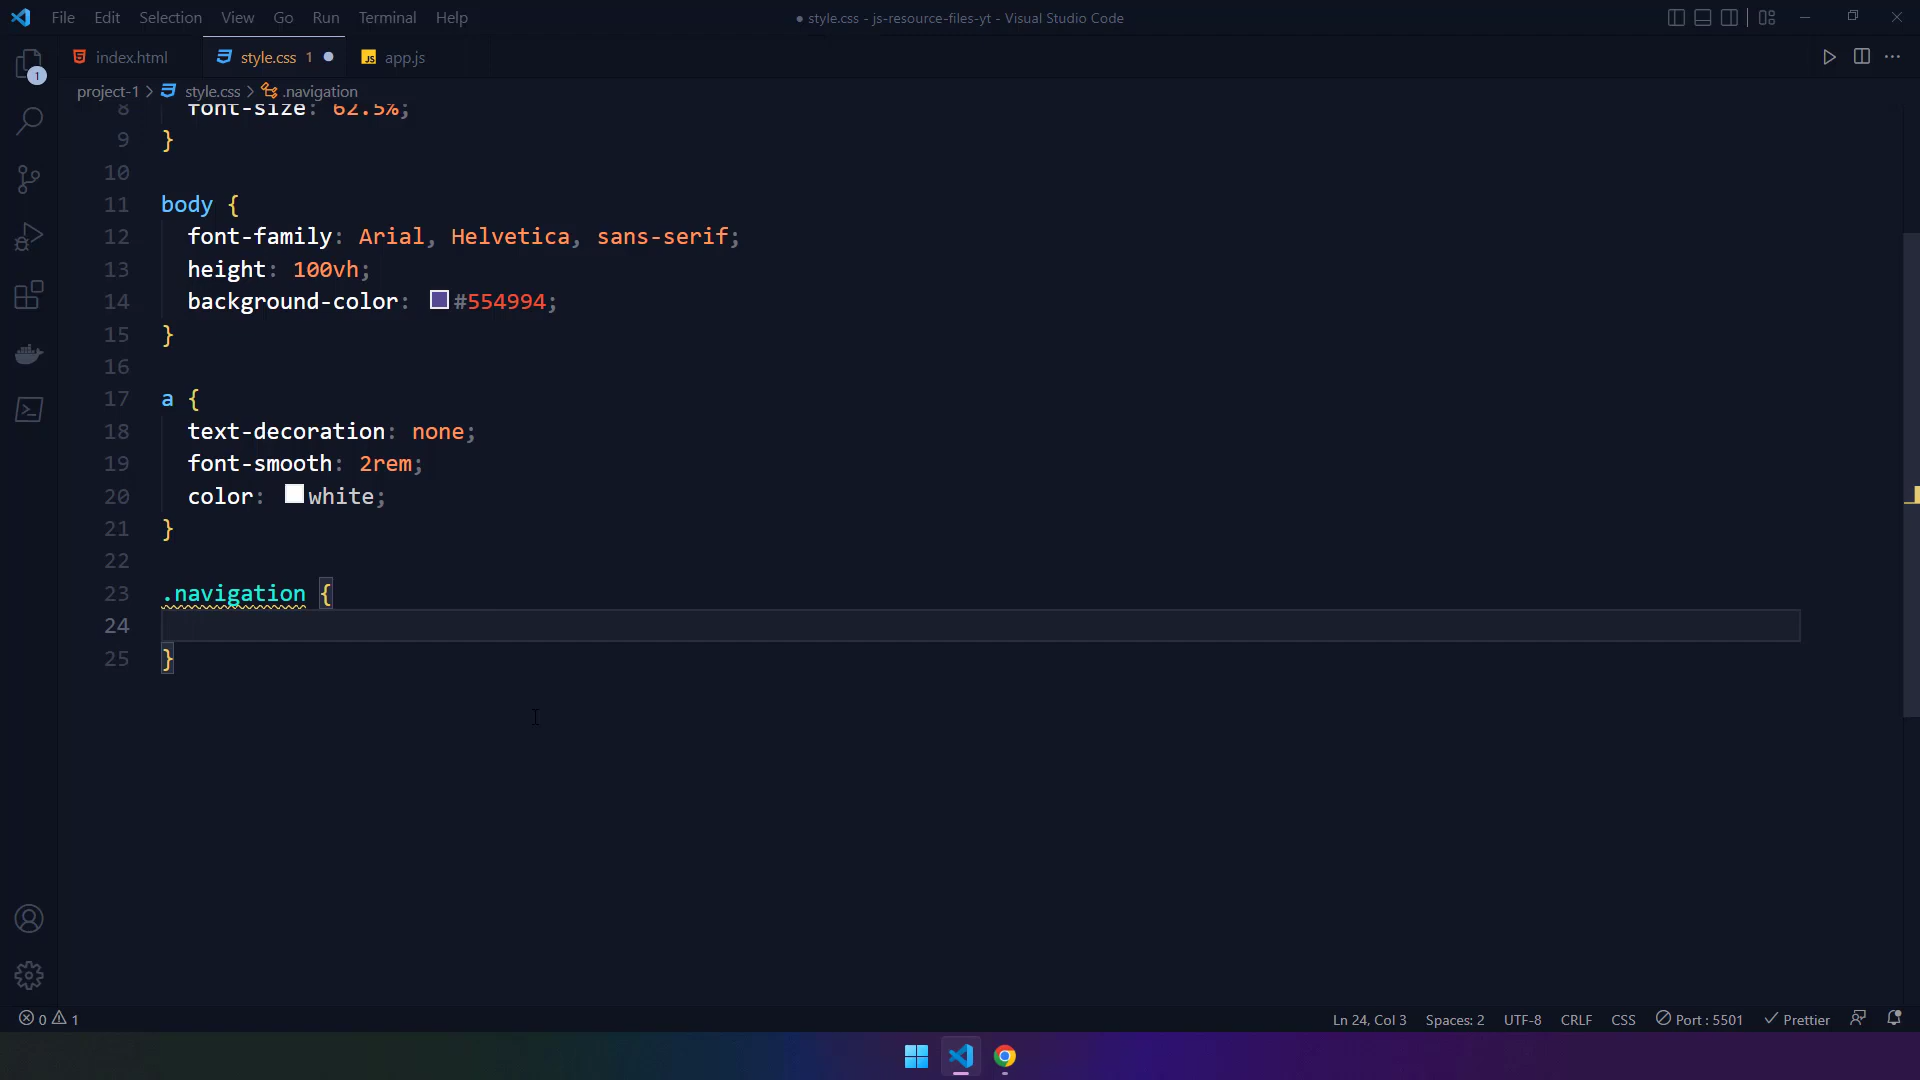 File Edit Selection View Go Run Terminal Help
● style.css - js-resource-files-yt - Visual Studio Code
1
index.html
style.css 1
JS app.js
project-1 > style.css > .navigation
8 font-size: 62.5%;
9 }
10
11 body {
12 font-family: Arial, Helvetica, sans-serif;
13 height: 100vh;
14 background-color: #554994;
15 }
16
17 a {
18 text-decoration: none;
19 font-smooth: 2rem;
20 color: white;
21 }
22
23 .navigation {
24
25 }
0 1
Ln 24, Col 3 Spaces: 2 UTF-8 CRLF CSS Port : 5501 Prettier